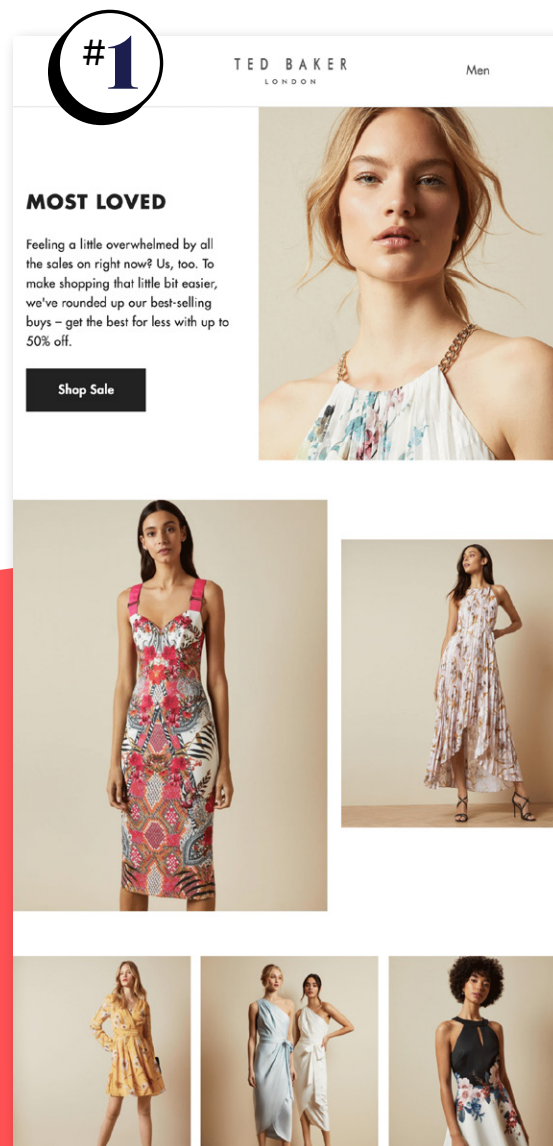 #1
TED BAKER
LONDON
Men
MOST LOVED
Feeling a little overwhelmed by all
the sales on right now? Us, too. To
make shopping that little bit easier,
we've rounded up our best-selling
buys – get the best for less with up to
50% off.
Shop Sale